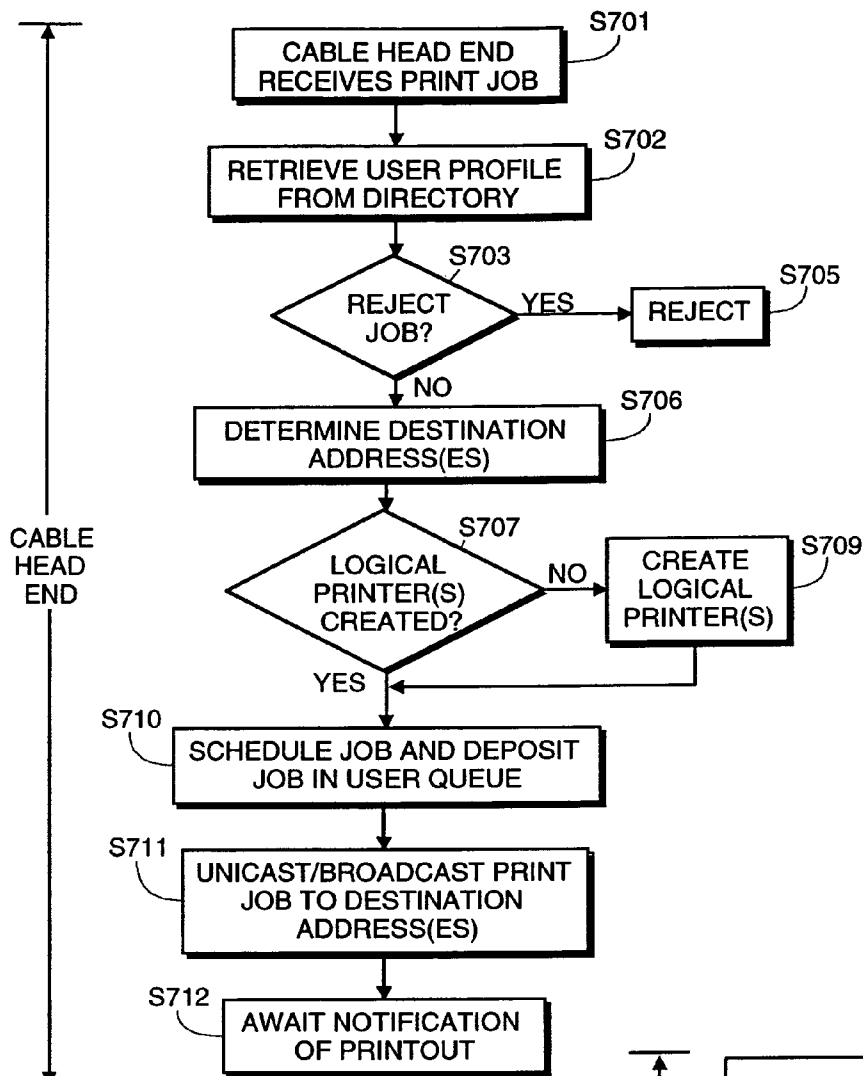 S701
CABLE HEAD END
RECEIVES PRINT JOB
S702
RETRIEVE USER PROFILE
FROM DIRECTORY
S703
REJECT
JOB?
YES
S705
REJECT
NO
S706
DETERMINE DESTINATION
ADDRESS(ES)
S707
LOGICAL
PRINTER(S)
CREATED?
NO
S709
CREATE
LOGICAL
PRINTER(S)
YES
CABLE
HEAD
END
S710
SCHEDULE JOB AND DEPOSIT
JOB IN USER QUEUE
S711
UNICAST/BROADCAST PRINT
JOB TO DESTINATION
ADDRESS(ES)
S712
AWAIT NOTIFICATION
OF PRINTOUT